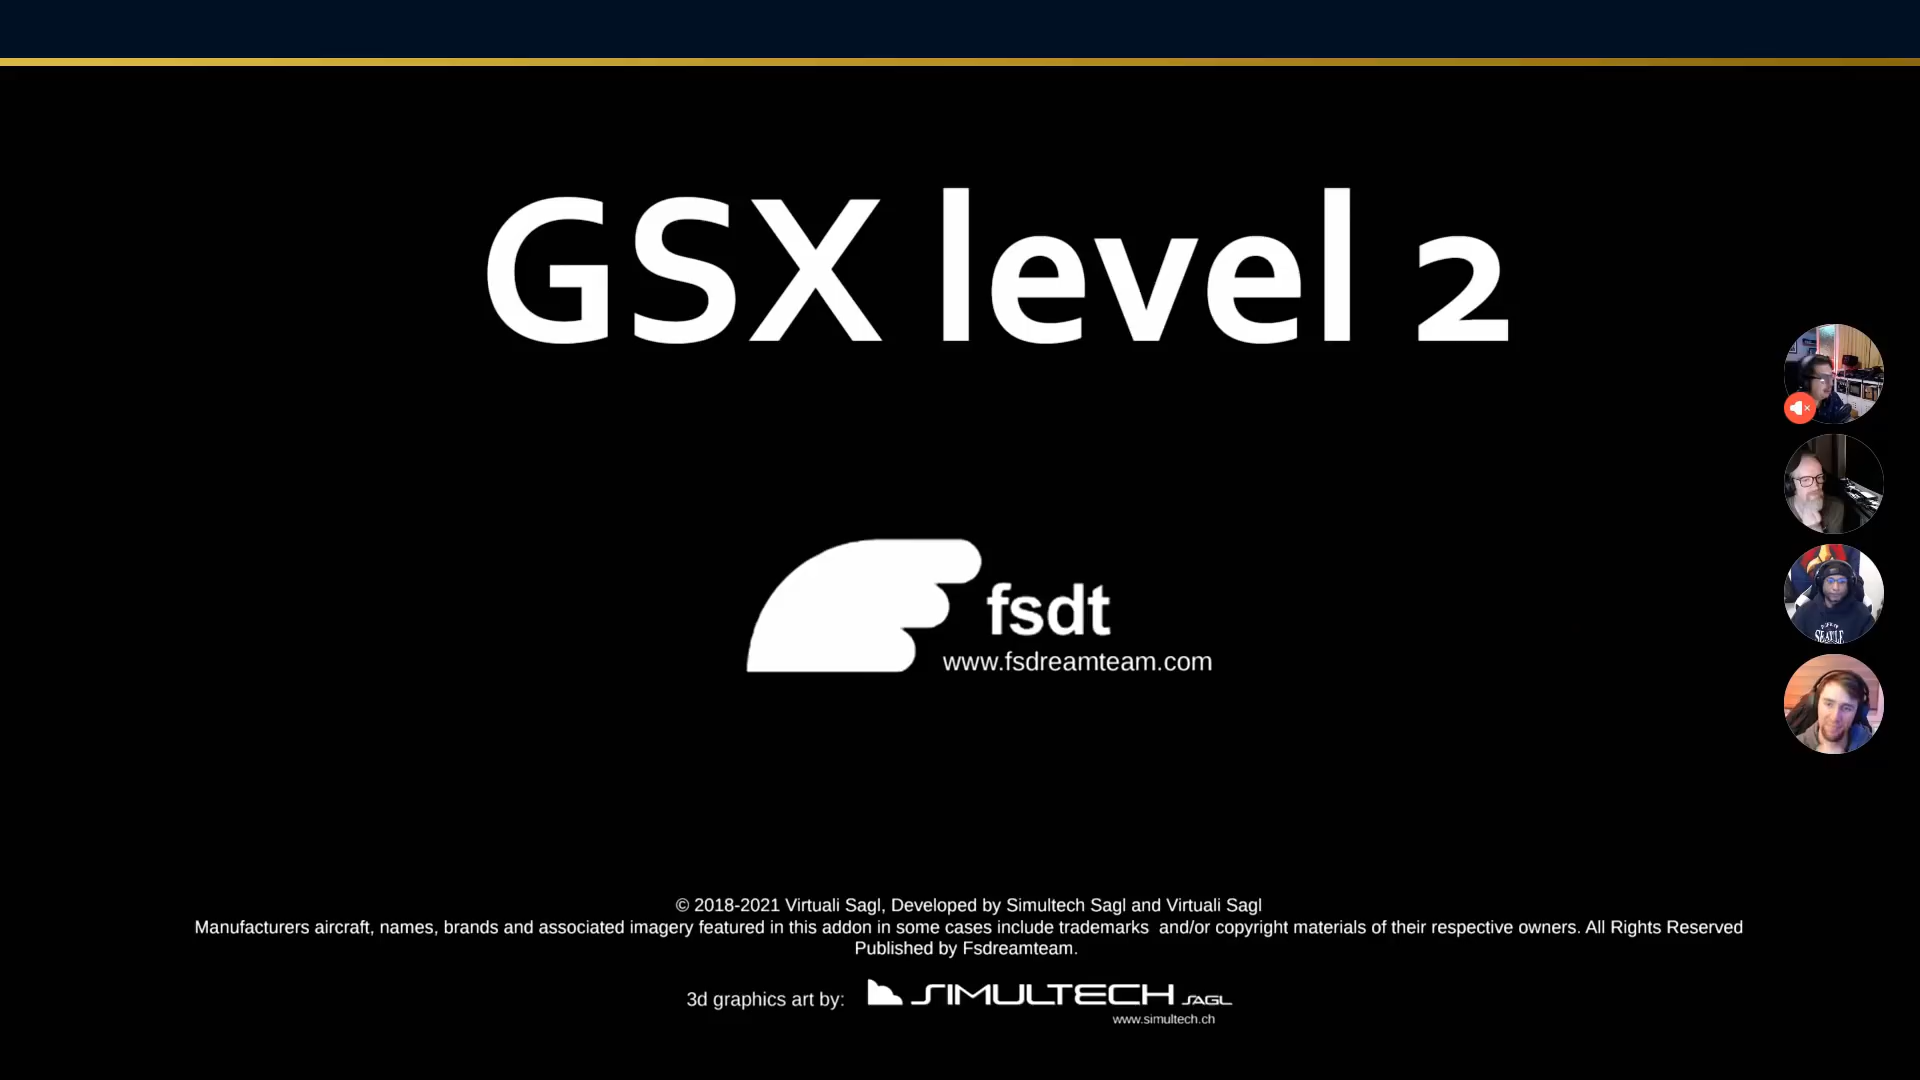 GSX level 2
fsdt
www.fsdreamteam.com
© 2018-2021 Virtuali Sagl, Developed by Simultech Sagl and Virtuali Sagl
Manufacturers aircraft, names, brands and associated imagery featured in this addon in some cases include trademarks  and/or copyright materials of their respective owners. All Rights Reserved
Published by Fsdreamteam.
3d graphics art by: SIMULTECH SAGL
www.simultech.ch
SEATTLE